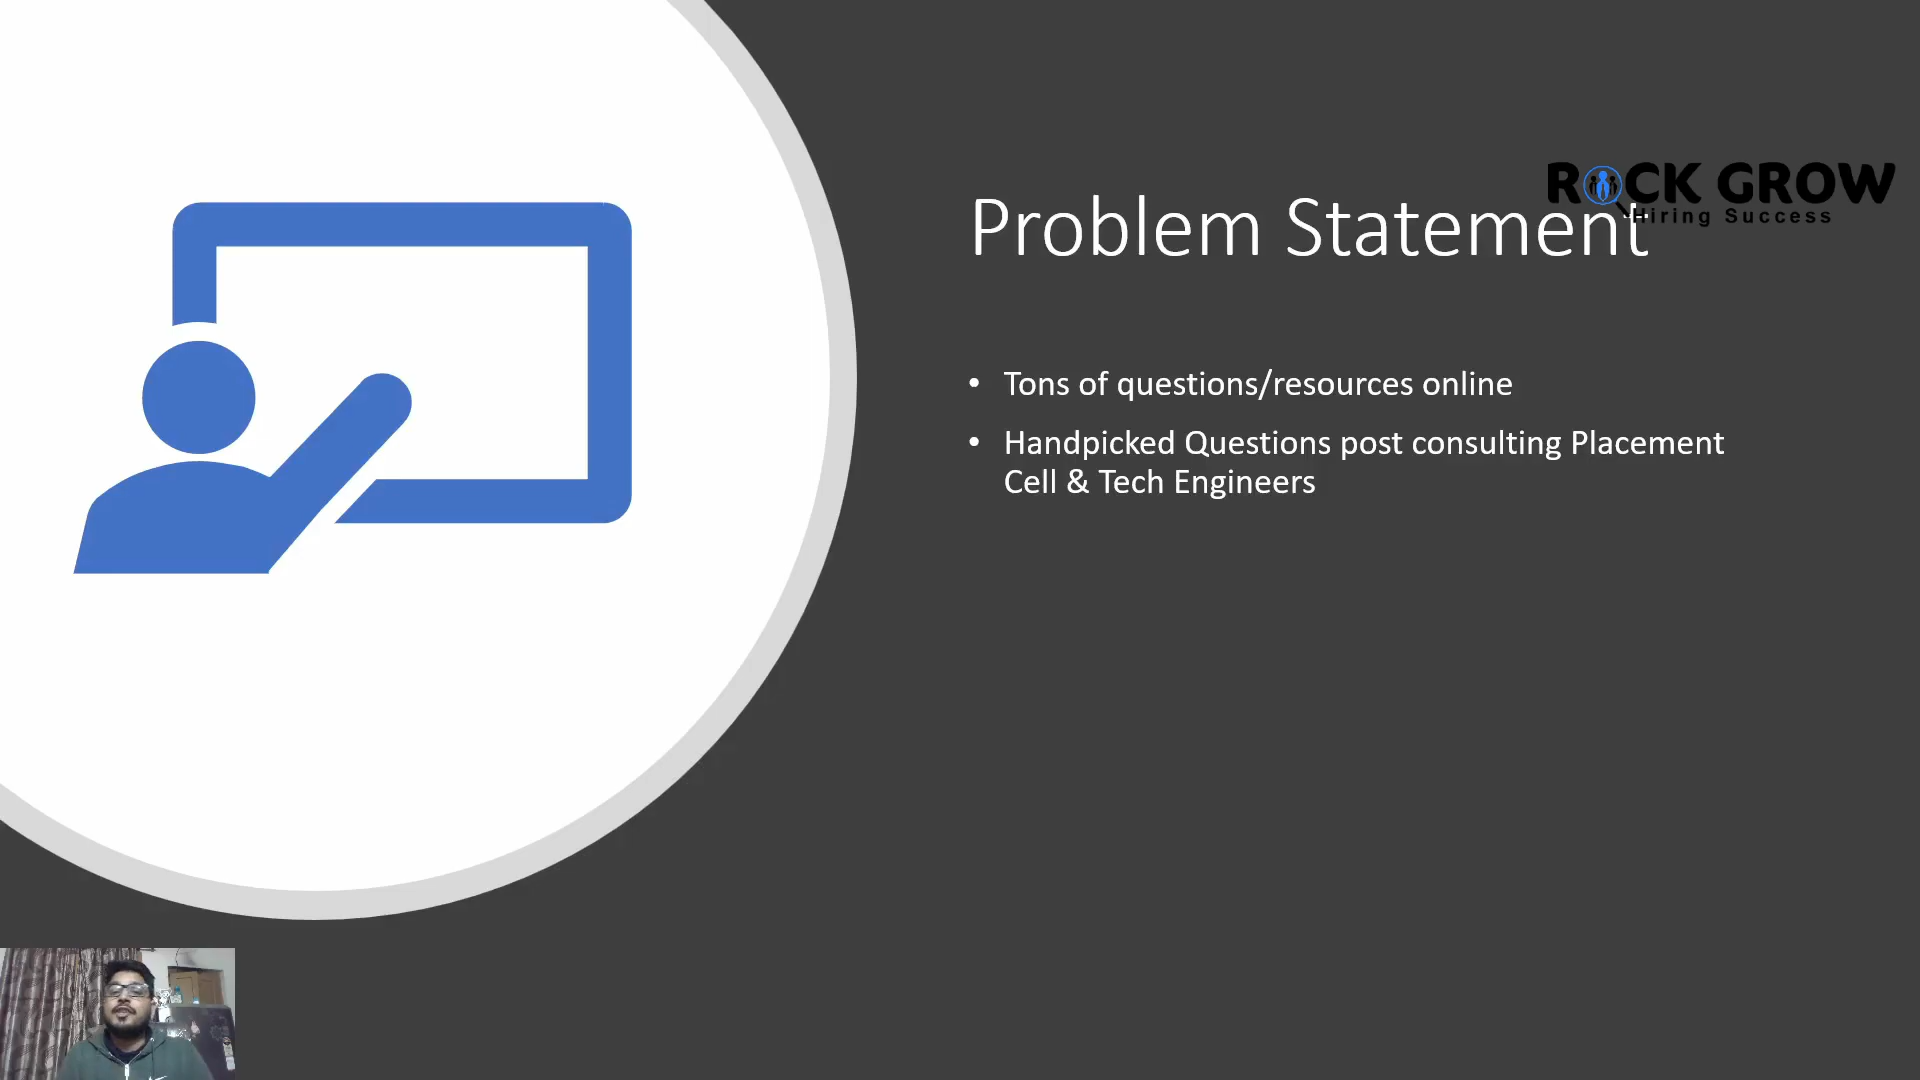 ROCK GROW
Hiring Success
Problem Statement
• Tons of questions/resources online
• Handpicked Questions post consulting Placement
Cell & Tech Engineers